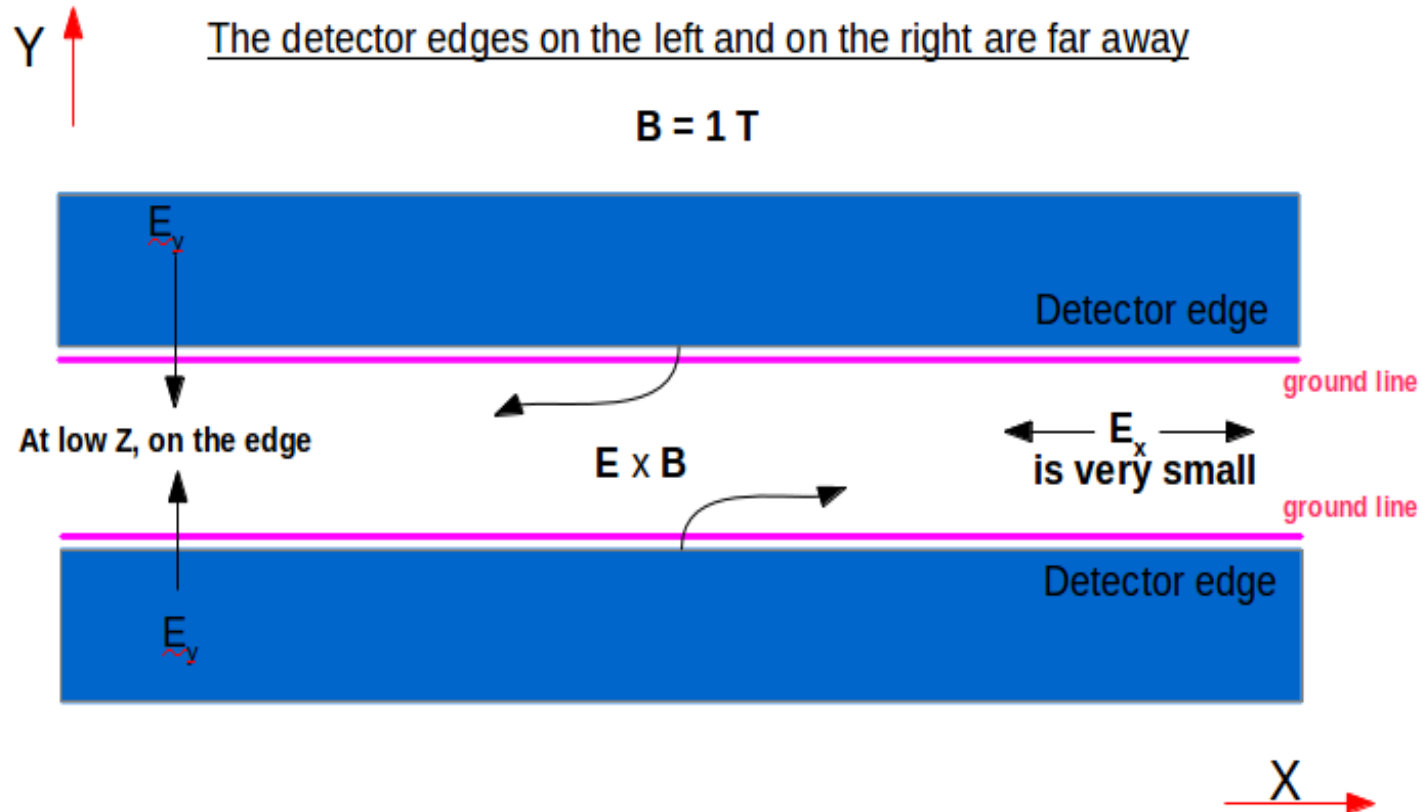 Y
The detector edges on the left and on the right are far away
B = 1 T
Ey
Detector edge
ground line
At low Z, on the edge
E x B
Ex
is very small
ground line
Detector edge
Ey
X